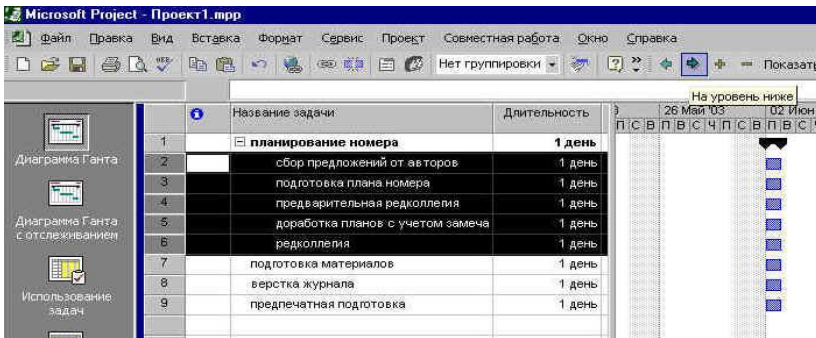 Microsoft Project - Проект1.mpp
Файл Правка Вид Вставка Формат Сервис Проект Совместная работа Окно Справка
Нет группировки Показать
На уровень ниже
Название задачи Длительность 26 Май '03 02 Июн
П С В П В С Ч П С В П В С
1 планирование номера 1 день
2 сбор предложений от авторов 1 день
3 подготовка плана номера 1 день
4 предварительная редколлегия 1 день
5 доработка планов с учетом замеча 1 день
6 редколлегия 1 день
7 подготовка материалов 1 день
8 верстка журнала 1 день
9 предпечатная подготовка 1 день
Диаграмма Ганта
Диаграмма Ганта
с отслеживанием
Использование
задач